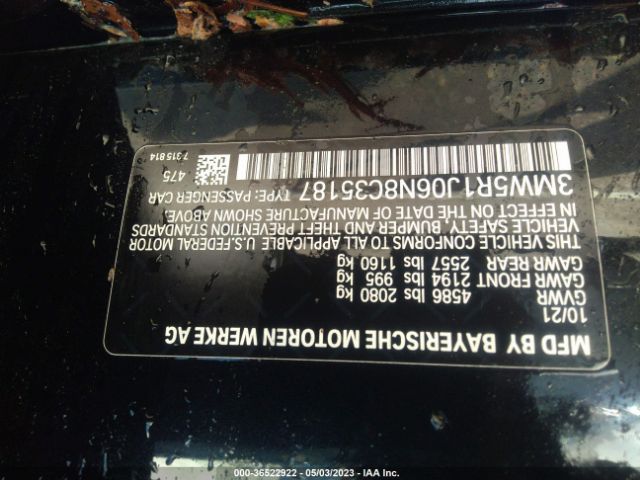 MFD BY BAYERISCHE MOTOREN WERKE AG
10/21
GVWR
4586 lbs 2080 kg
GAWR FRONT 2194 lbs 995 kg
GAWR REAR 2557 lbs 1160 kg
THIS VEHICLE CONFORMS TO ALL APPLICABLE U.S.FEDERAL MOTOR
VEHICLE SAFETY, BUMPER AND THEFT PREVENTION STANDARDS
IN EFFECT ON THE DATE OF MANUFACTURE SHOWN ABOVE.
3MW5R1J06N8C35187 TYPE: PASSENGER CAR
475
7315814
000-36522922 - 05/03/2023 - IAA Inc.